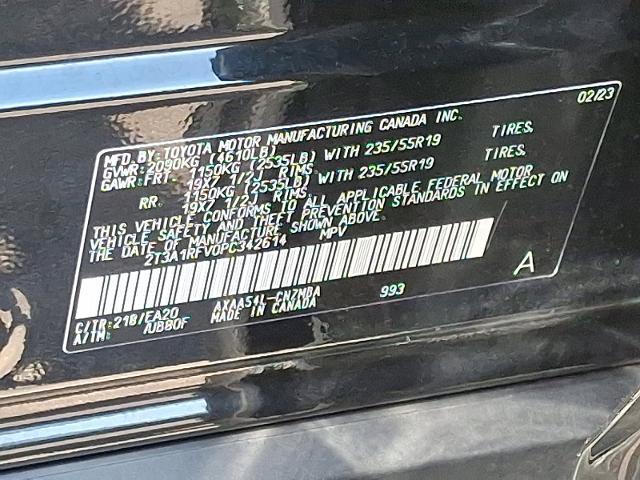 MFD. BY: TOYOTA MOTOR MANUFACTURING CANADA INC. 02/23
GVWR: 2090KG (4610LB)
GAWR: FRT 1150KG (2535LB) WITH 235/55R19 TIRES,
19X7 1/2J RIMS
RR. 1150KG (2535LB) WITH 235/55R19 TIRES,
19X7 1/2J RIMS
THIS VEHICLE CONFORMS TO ALL APPLICABLE FEDERAL MOTOR
VEHICLE SAFETY AND THEFT PREVENTION STANDARDS IN EFFECT ON
THE DATE OF MANUFACTURE SHOWN ABOVE.
2T3A1RFV0PC342614 MPV
C/TR: 218/EA20 AXAA54L-CNZMBA 993 A
A/TM: /UB80F MADE IN CANADA